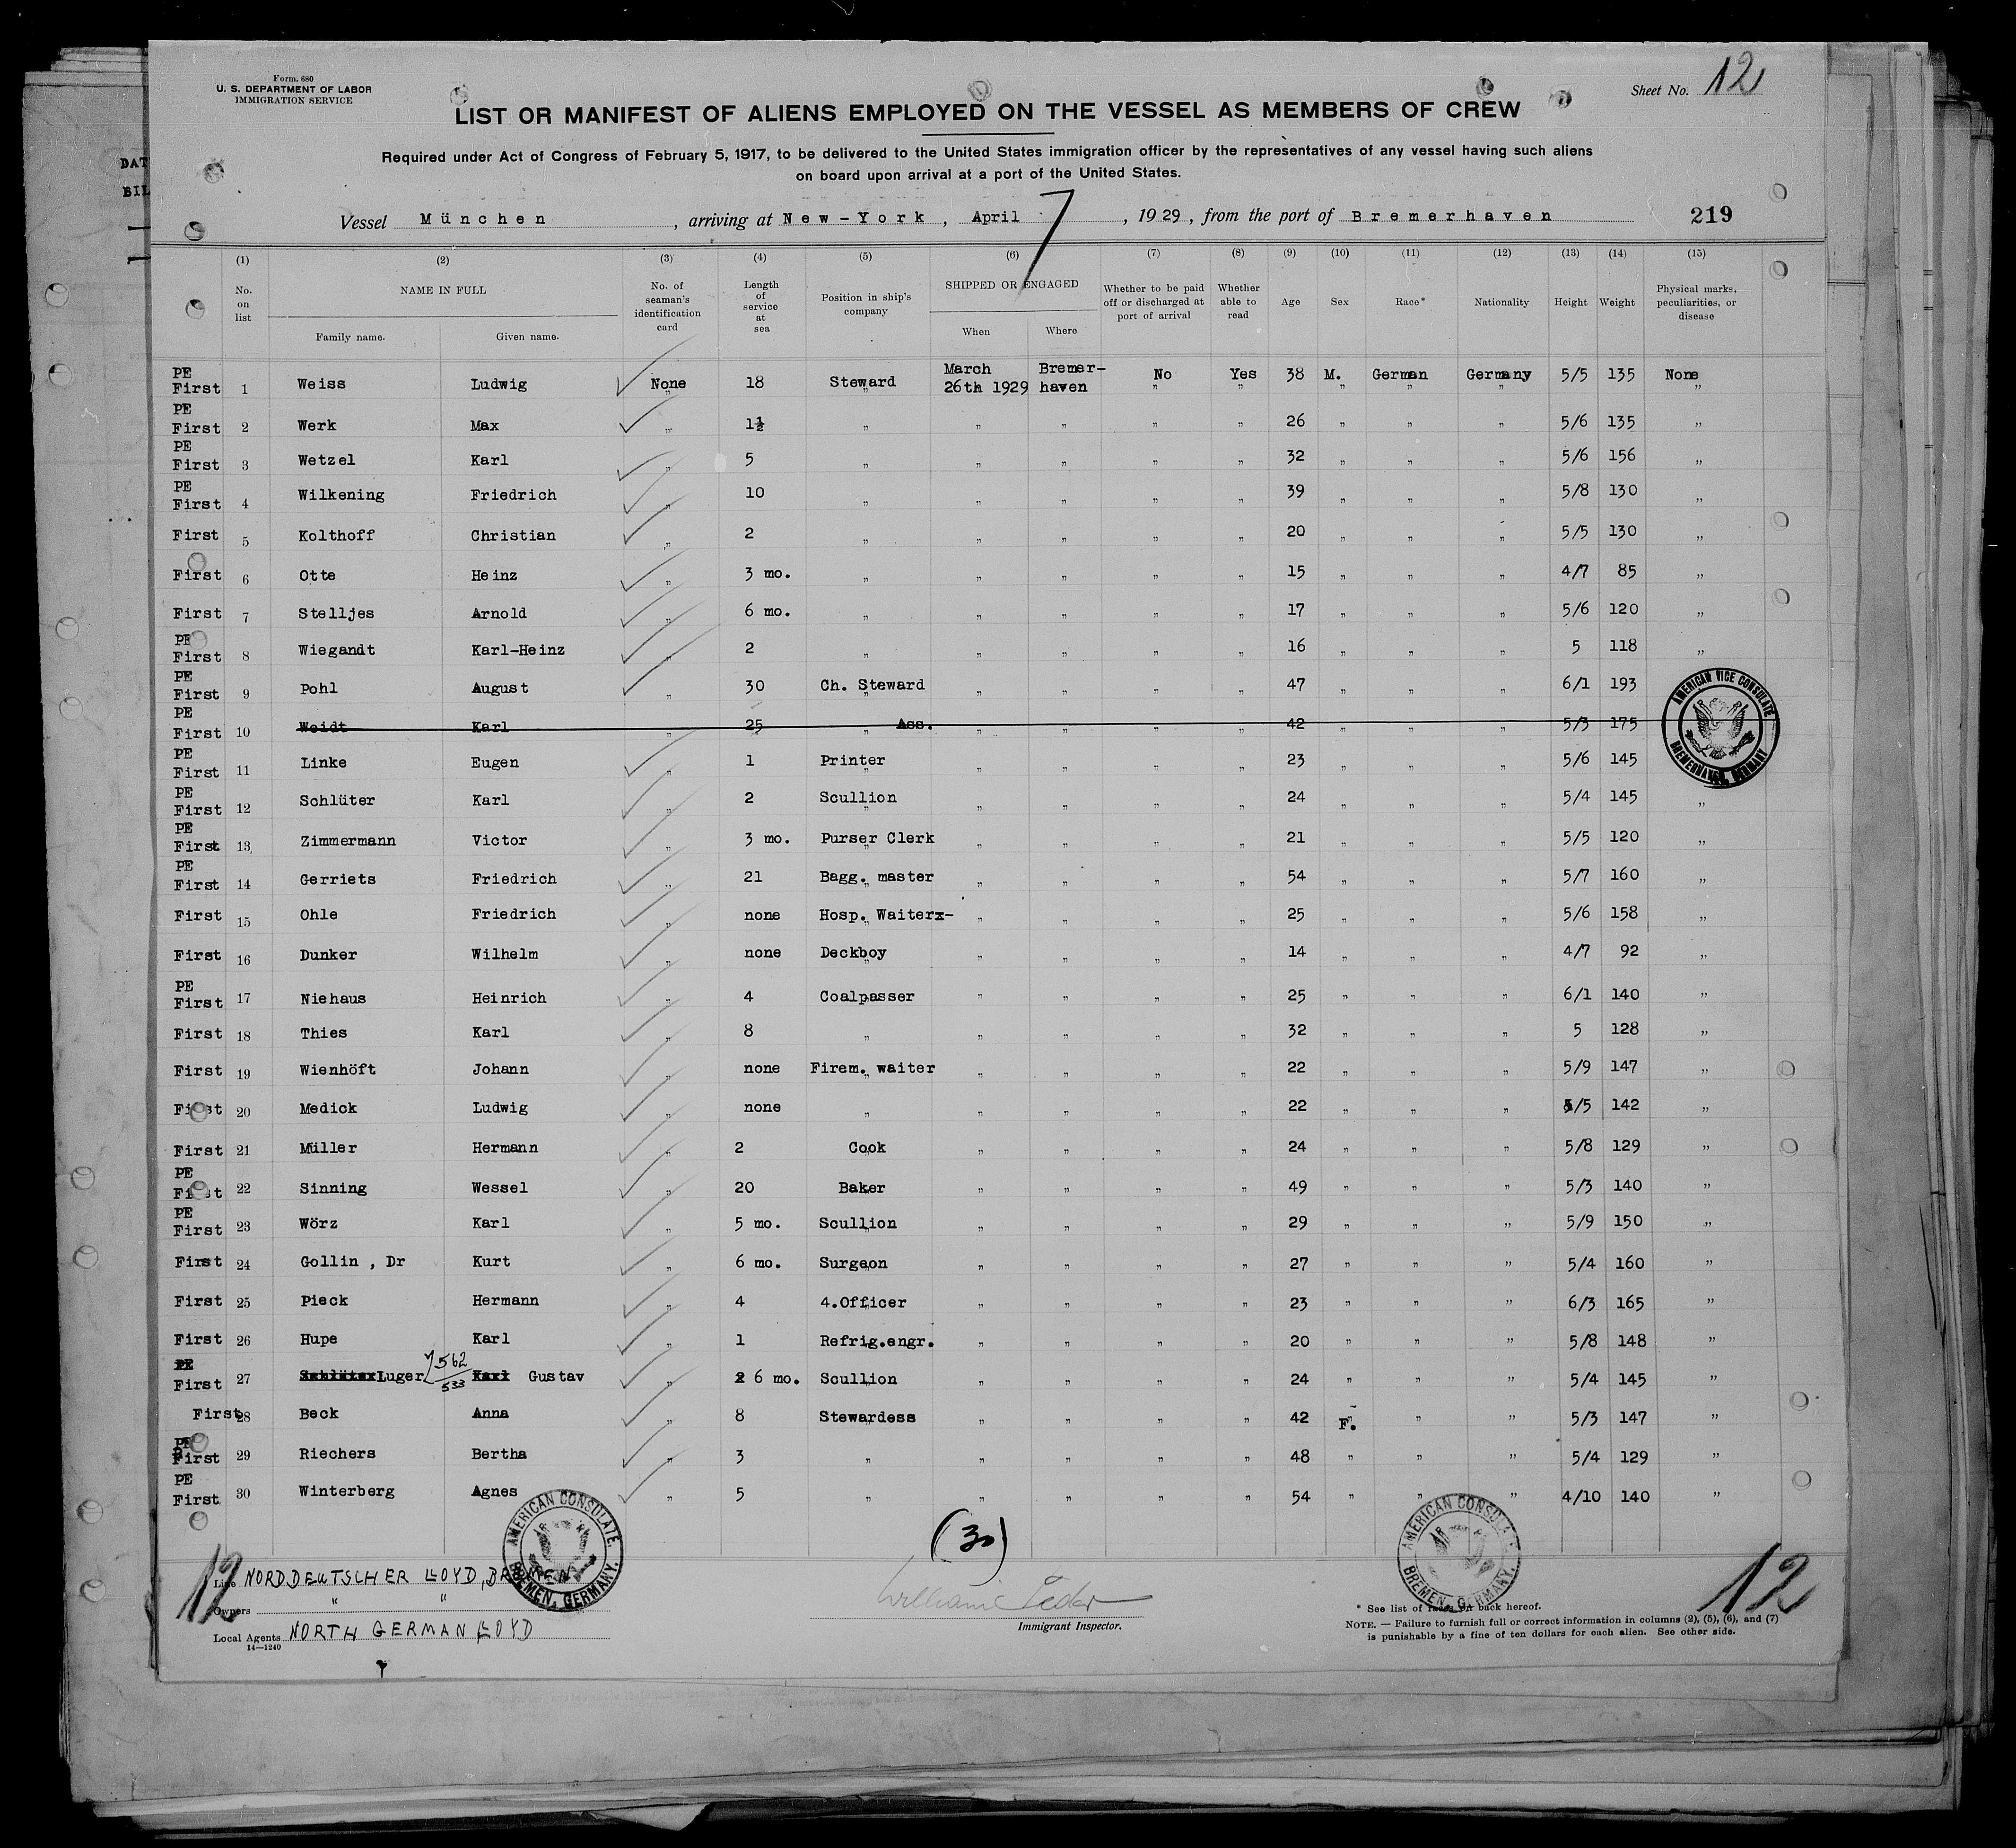 Form. 680
U. S. DEPARTMENT OF LABOR
IMMIGRATION SERVICE
Sheet No. 12
LIST OR MANIFEST OF ALIENS EMPLOYED ON THE VESSEL AS MEMBERS OF CREW
Required under Act of Congress of February 5, 1917, to be delivered to the United States immigration officer by the representatives of any vessel having such aliens
on board upon arrival at a port of the United States.
DAT
BIL
Vessel München , arriving at New-York , April 7 , 1929 , from the port of Bremerhaven
219
(1) (2) (3) (4) (5) (6) (7) (8) (9) (10) (11) (12) (13) (14) (15)
No. on list NAME IN FULL Family name. Given name. No. of seaman's identification card Length of service at sea Position in ship's company SHIPPED OR ENGAGED When Where Whether to be paid off or discharged at port of arrival Whether able to read Age Sex Race* Nationality Height Weight Physical marks, peculiarities, or disease
PE First 1 Weiss Ludwig None 18 Steward March 26th 1929 Bremer-haven No Yes 38 M. German Germany 5/5 135 None
PE First 2 Werk Max " 1½ " " " " " 26 " " " 5/6 135 "
PE First 3 Wetzel Karl " 5 " " " " " 32 " " " 5/6 156 "
PE First 4 Wilkening Friedrich " 10 " " " " " 39 " " " 5/8 130 "
First 5 Kolthoff Christian " 2 " " " " " 20 " " " 5/5 130 "
First 6 Otte Heinz " 3 mo. " " " " " 15 " " " 4/7 85 "
First 7 Stelljes Arnold " 6 mo. " " " " " 17 " " " 5/6 120 "
PE First 8 Wiegandt Karl-Heinz " 2 " " " " " 16 " " " 5 118 "
PE First 9 Pohl August " 30 Ch. Steward " " " " 47 " " " 6/1 193
PE First 10 Weidt Karl " 25 " Ass. " " " " 42 " " " 5/3 175
PE First 11 Linke Eugen " 1 Printer " " " " 23 " " " 5/6 145
PE First 12 Schlüter Karl " 2 Scullion " " " " 24 " " " 5/4 145 "
PE First 13 Zimmermann Victor " 3 mo. Purser Clerk " " " " 21 " " " 5/5 120 "
PE First 14 Gerriets Friedrich " 21 Bagg. master " " " " 54 " " " 5/7 160 "
First 15 Ohle Friedrich " none Hosp. Waiterx- " " " " 25 " " " 5/6 158 "
First 16 Dunker Wilhelm " none Deckboy " " " " 14 " " " 4/7 92 "
PE First 17 Niehaus Heinrich " 4 Coalpasser " " " " 25 " " " 6/1 140 "
First 18 Thies Karl " 8 " " " " " 32 " " " 5 128 "
First 19 Wienhöft Johann " none Firem. waiter " " " " 22 " " " 5/9 147 "
First 20 Medick Ludwig " none " " " " " 22 " " " 5/5 142 "
First 21 Müller Hermann " 2 Cook " " " " 24 " " " 5/8 129 "
PE First 22 Sinning Wessel " 20 Baker " " " " 49 " " " 5/3 140 "
PE First 23 Wörz Karl " 5 mo. Scullion " " " " 29 " " " 5/9 150 "
First 24 Gollin , Dr Kurt " 6 mo. Surgeon " " " " 27 " " " 5/4 160 "
First 25 Pieck Hermann " 4 4.Officer " " " " 23 " " " 6/3 165 "
First 26 Hupe Karl " 1 Refrig.engr. " " " " 20 " " " 5/8 148 "
PE First 27 Schlüter Luger 7562/533 Karl Gustav " 2 6 mo. Scullion " " " " 24 " " " 5/4 145 "
First 28 Beck Anna " 8 Stewardess " " " " 42 F. " " 5/3 147 "
PE First 29 Riechers Bertha " 3 " " " " " 48 " " " 5/4 129 "
PE First 30 Winterberg Agnes " 5 " " " " " 54 " " " 4/10 140 "
AMERICAN VICE CONSULATE
BREMERHAVEN, GERMANY
AMERICAN CONSULATE.
BREMEN, GERMANY.
AMERICAN CONSULATE
BREMEN, GERMANY.
(30)
12
Line NORDDEUTSCHER LLOYD, BREMEN
Owners " "
Local Agents NORTH GERMAN LLOYD
14—1240
William
Immigrant Inspector.
* See list of races on back hereof.
NOTE. — Failure to furnish full or correct information in columns (2), (5), (6), and (7)
is punishable by a fine of ten dollars for each alien. See other side.
12